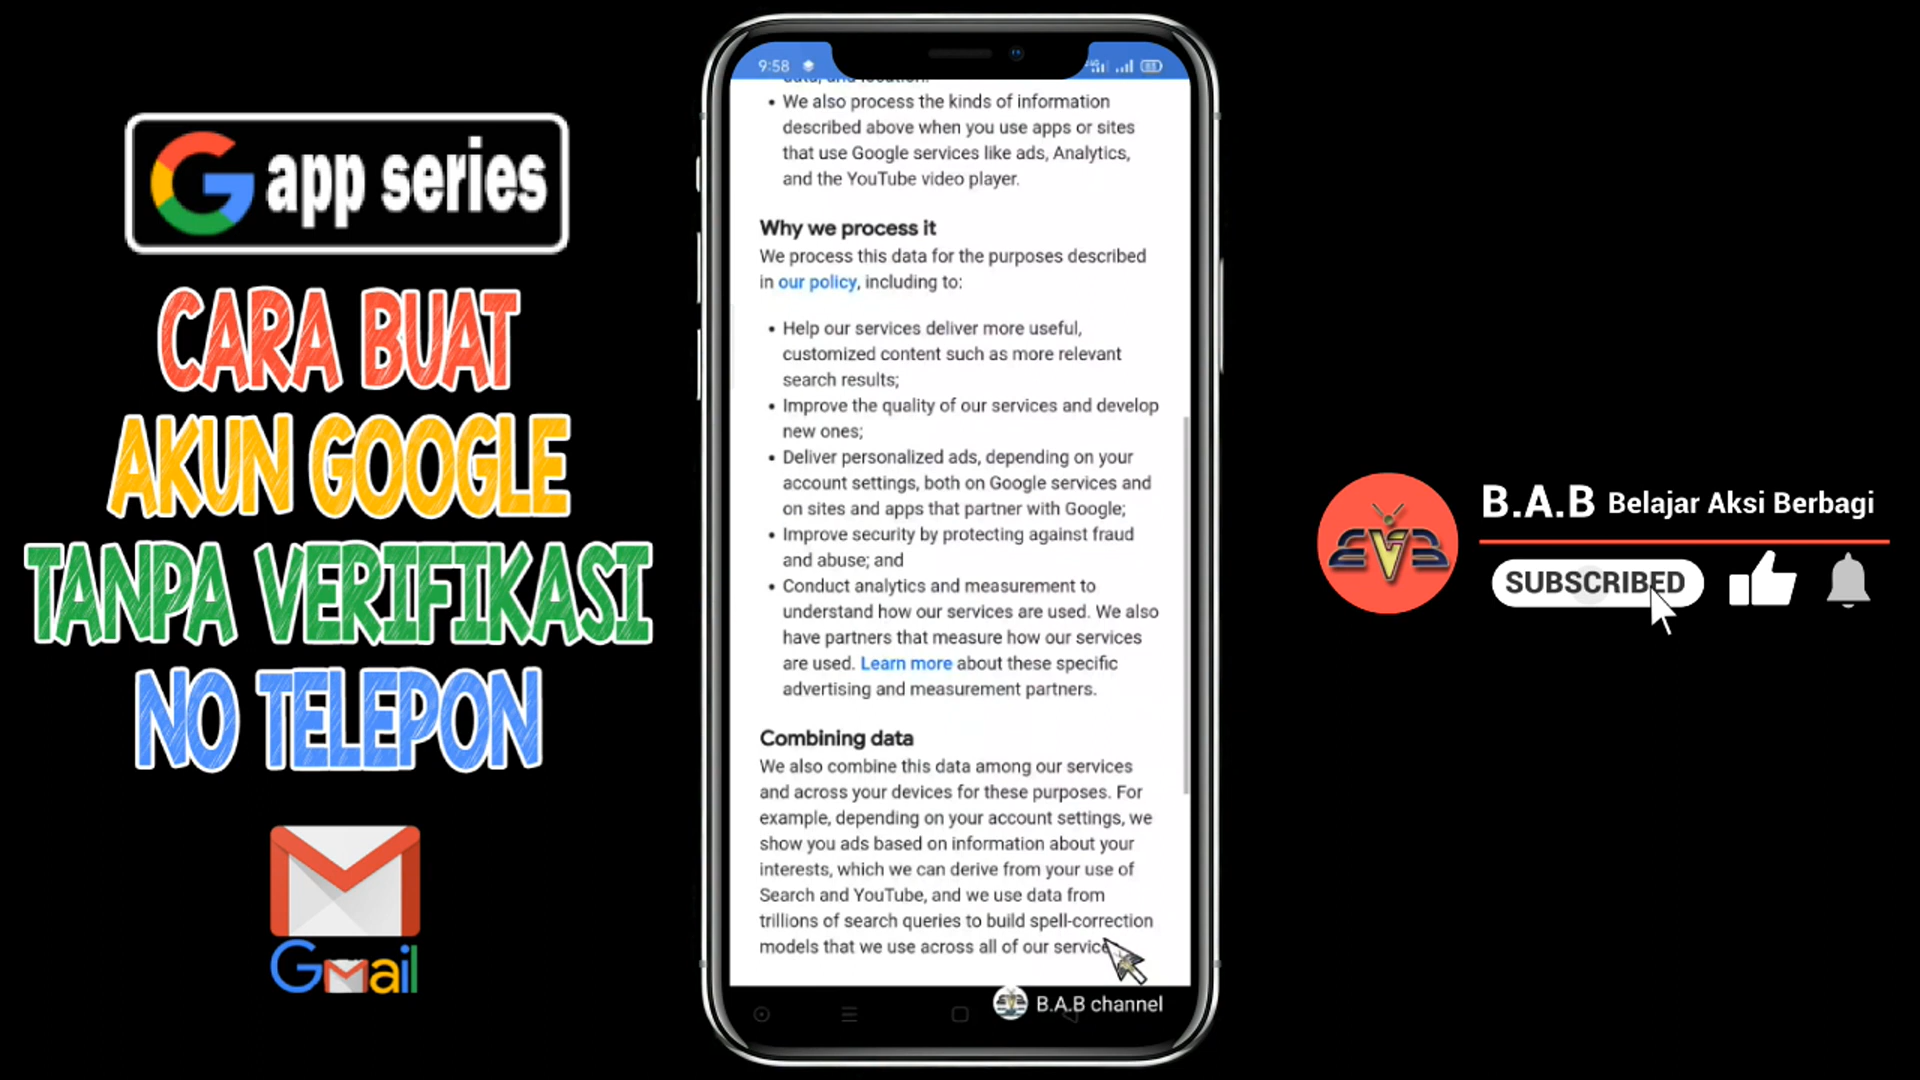 G app series
CARA BUAT
AKUN GOOGLE
TANPA VERIFIKASI
NO TELEPON
Gmail
9:58
data, and location.
• We also process the kinds of information
described above when you use apps or sites
that use Google services like ads, Analytics,
and the YouTube video player.
Why we process it
We process this data for the purposes described
in our policy, including to:
• Help our services deliver more useful,
customized content such as more relevant
search results;
• Improve the quality of our services and develop
new ones;
• Deliver personalized ads, depending on your
account settings, both on Google services and
on sites and apps that partner with Google;
• Improve security by protecting against fraud
and abuse; and
• Conduct analytics and measurement to
understand how our services are used. We also
have partners that measure how our services
are used. Learn more about these specific
advertising and measurement partners.
Combining data
We also combine this data among our services
and across your devices for these purposes. For
example, depending on your account settings, we
show you ads based on information about your
interests, which we can derive from your use of
Search and YouTube, and we use data from
trillions of search queries to build spell-correction
models that we use across all of our service
B.A.B channel
B.A.B Belajar Aksi Berbagi
SUBSCRIBED